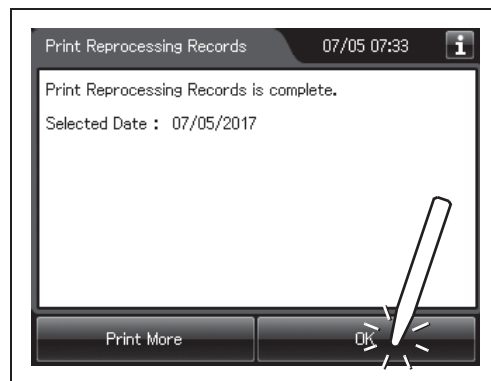 Print Reprocessing Records 07/05 07:33 i
Print Reprocessing Records is complete.
Selected Date : 07/05/2017
Print More OK